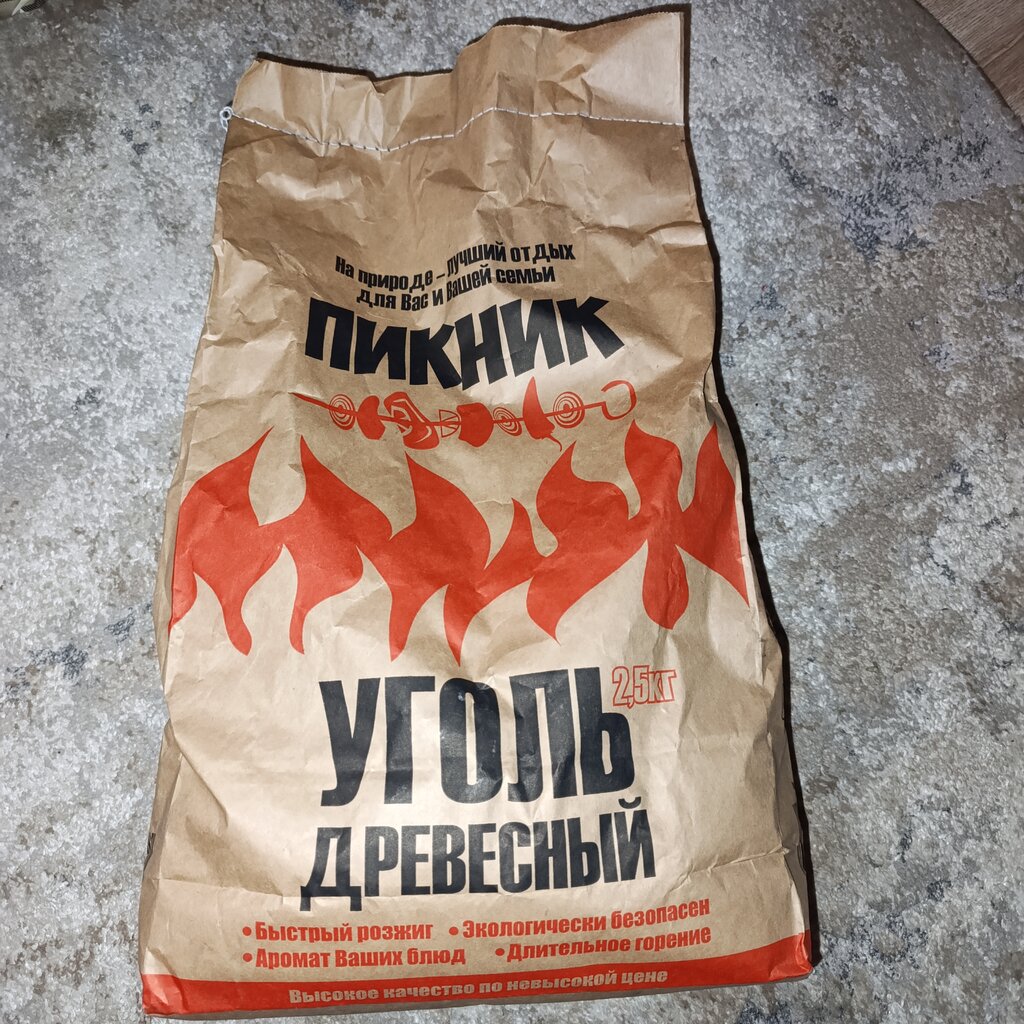 На природе – лучший отдых
для Вас и Вашей семьи
ПИКНИК
УГОЛЬ 2,5кг
ДРЕВЕСНЫЙ
• Быстрый розжиг • Экологически безопасен
• Аромат Ваших блюд • Длительное горение
Высокое качество по невысокой цене